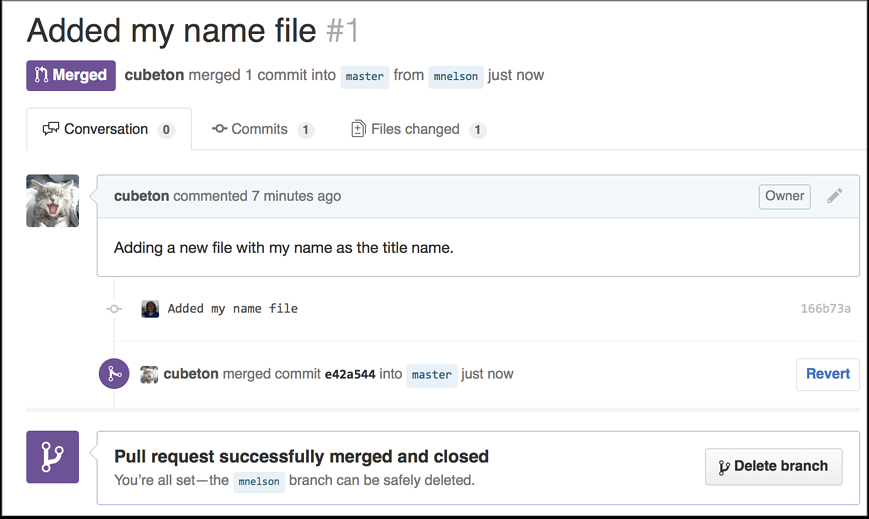 Added my name file #1
Merged cubeton merged 1 commit into master from mnelson just now
Conversation 0 Commits 1 Files changed 1
cubeton commented 7 minutes ago Owner
Adding a new file with my name as the title name.
Added my name file 166b73a
cubeton merged commit e42a544 into master just now Revert
Pull request successfully merged and closed
You’re all set—the mnelson branch can be safely deleted.
Delete branch